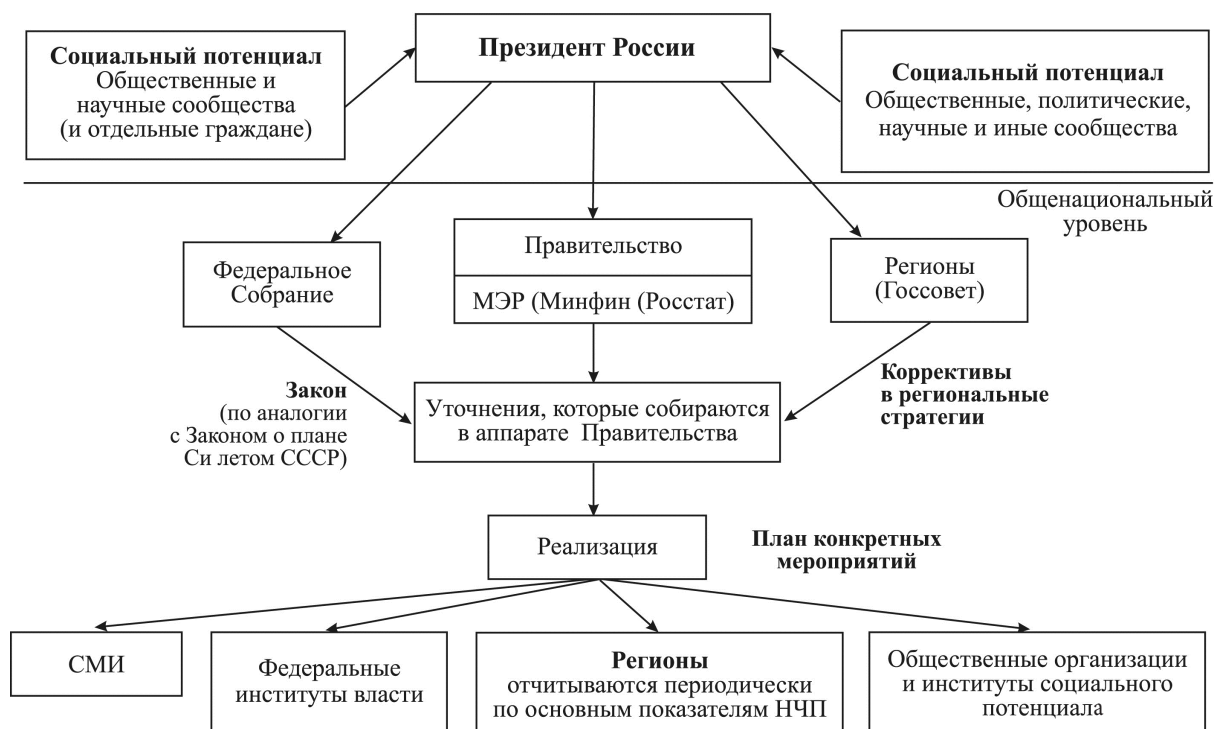 Президент России
Социальный потенциал
Общественные и
научные сообщества
(и отдельные граждане)
Социальный потенциал
Общественные, политические,
научные и иные сообщества
Общенациональный
уровень
Федеральное
Собрание
Правительство
МЭР (Минфин (Росстат)
Регионы
(Госсовет)
Закон
(по аналогии
с Законом о плане
Си летом СССР)
Уточнения, которые собираются
в аппарате Правительства
Коррективы
в региональные
стратегии
Реализация
План конкретных
мероприятий
СМИ
Федеральные
институты власти
Регионы
отчитываются периодически
по основным показателям НЧП
Общественные организации
и институты социального
потенциала